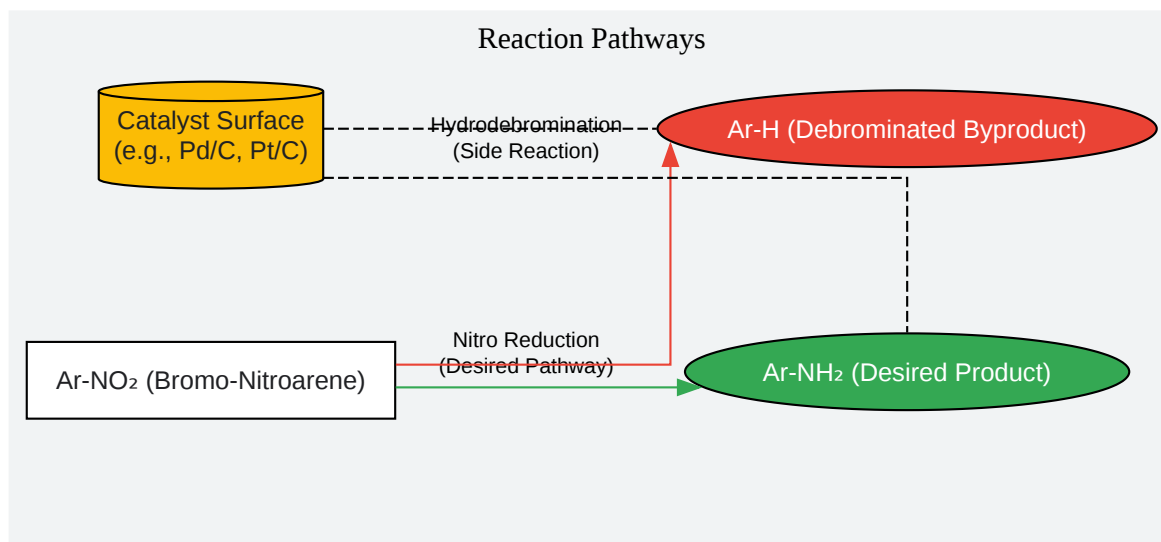 Reaction Pathways
Catalyst Surface
(e.g., Pd/C, Pt/C)
Hydrodebromination
(Side Reaction)
Ar-H (Debrominated Byproduct)
Nitro Reduction
(Desired Pathway)
Ar-NO₂ (Bromo-Nitroarene)
Ar-NH₂ (Desired Product)